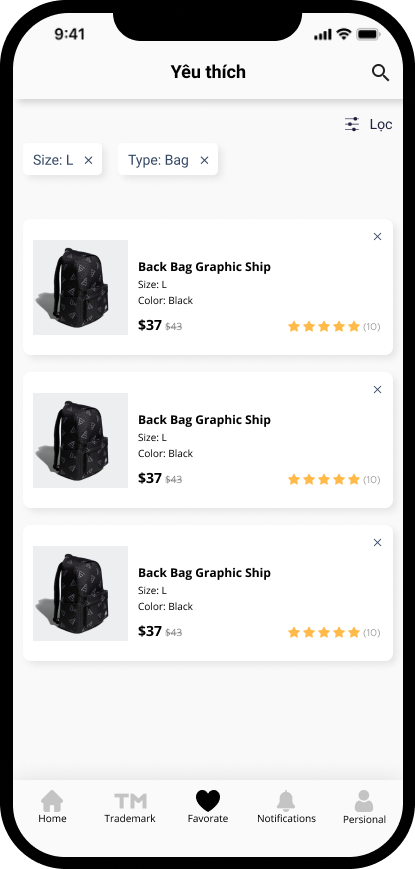 9:41
Yêu thích
Lọc
Size: L
Type: Bag
Back Bag Graphic Ship
Size: L
Color: Black
$37 $43 (10)
Back Bag Graphic Ship
Size: L
Color: Black
$37 $43 (10)
Back Bag Graphic Ship
Size: L
Color: Black
$37 $43 (10)
TM
Home Trademark Favorate Notifications Persional